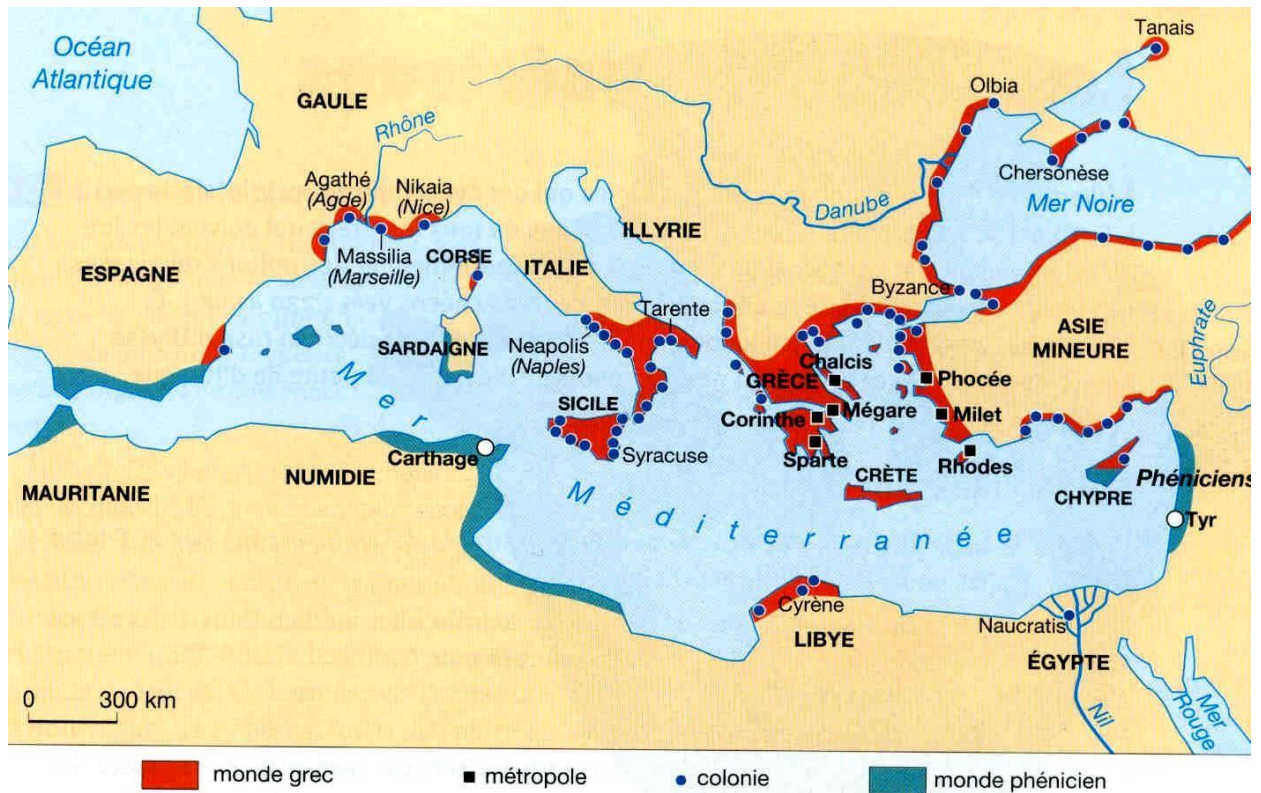 Océan
Atlantique
GAULE
Rhône
Agathé
(Agde)
Nikaia
(Nice)
Massilia
(Marseille)
CORSE
ESPAGNE
ITALIE
ILLYRIE
Danube
Tanais
Olbia
Chersonèse
Mer Noire
Byzance
ASIE
MINEURE
Euphrate
SARDAIGNE
Neapolis
(Naples)
Tarente
SICILE
Syracuse
Chalcis
GRÈCE
Phocée
Corinthe
Mégare
Milet
Sparte
Rhodes
CRÈTE
CHYPRE
Phéniciens
Tyr
Carthage
MAURITANIE
NUMIDIE
Mer Méditerranée
Cyrène
LIBYE
Naucratis
ÉGYPTE
Nil
Mer
Rouge
0 300 km
monde grec
métropole
colonie
monde phénicien